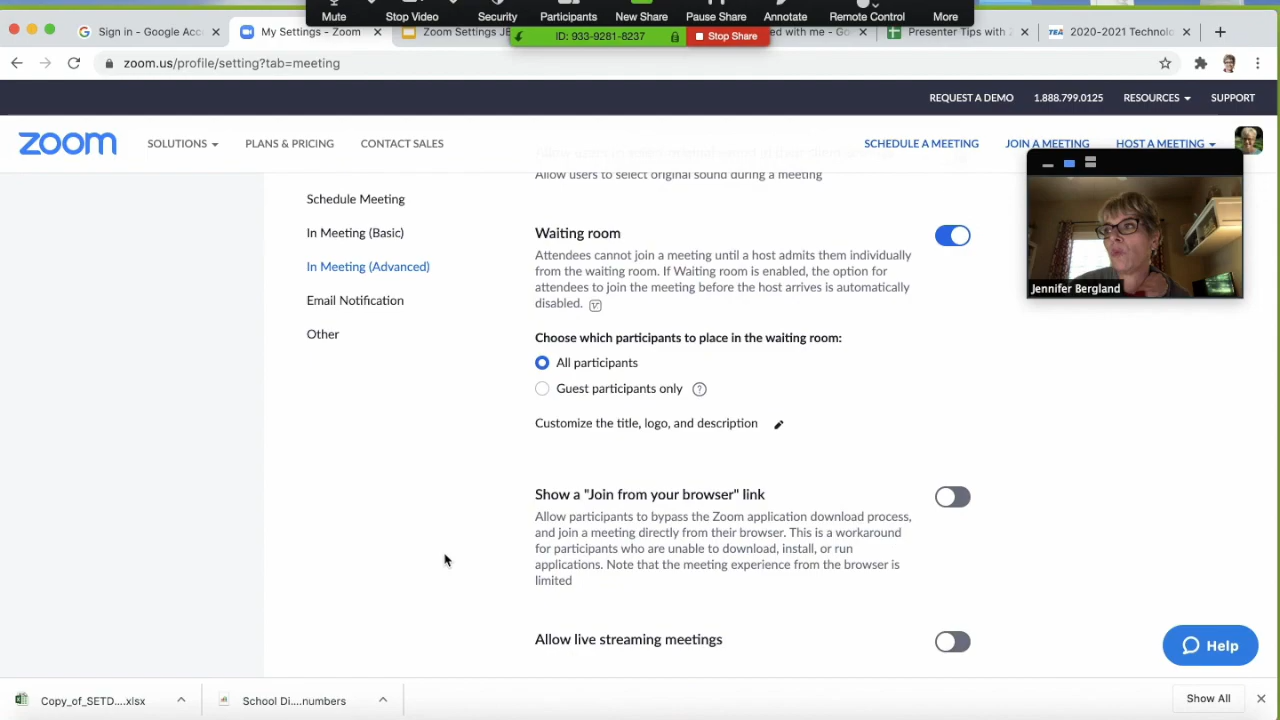 Mute
Stop Video
Security
Participants
New Share
Pause Share
Annotate
Remote Control
More
Sign in - Google Acc
My Settings - Zoom
Zoom Settings JB
ID: 933-9281-8237
Stop Share
ed with me - Go
Presenter Tips with Z
TEA
2020-2021 Technolo
zoom.us/profile/setting?tab=meeting
REQUEST A DEMO
1.888.799.0125
RESOURCES
SUPPORT
zoom
SOLUTIONS
PLANS & PRICING
CONTACT SALES
SCHEDULE A MEETING
JOIN A MEETING
HOST A MEETING
Allow users to select original sound during a meeting
Schedule Meeting
In Meeting (Basic)
In Meeting (Advanced)
Email Notification
Other
Waiting room
Attendees cannot join a meeting until a host admits them individually
from the waiting room. If Waiting room is enabled, the option for
attendees to join the meeting before the host arrives is automatically
disabled.
Jennifer Bergland
Choose which participants to place in the waiting room:
All participants
Guest participants only
Customize the title, logo, and description
Show a "Join from your browser" link
Allow participants to bypass the Zoom application download process,
and join a meeting directly from their browser. This is a workaround
for participants who are unable to download, install, or run
applications. Note that the meeting experience from the browser is
limited
Allow live streaming meetings
Help
Copy_of_SETD....xlsx
School Di....numbers
Show All